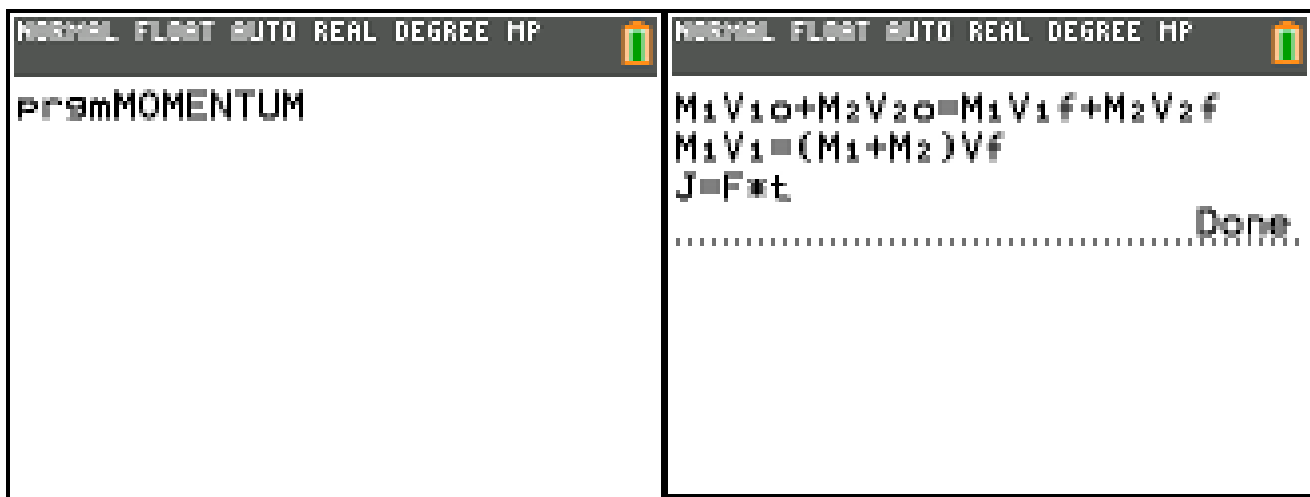 NORMAL FLOAT AUTO REAL DEGREE MP
prgmMOMENTUM
NORMAL FLOAT AUTO REAL DEGREE MP
M₁V₁o+M₂V₂o=M₁V₁f+M₂V₂f
M₁V₁=(M₁+M₂)Vf
J=F*t
Done